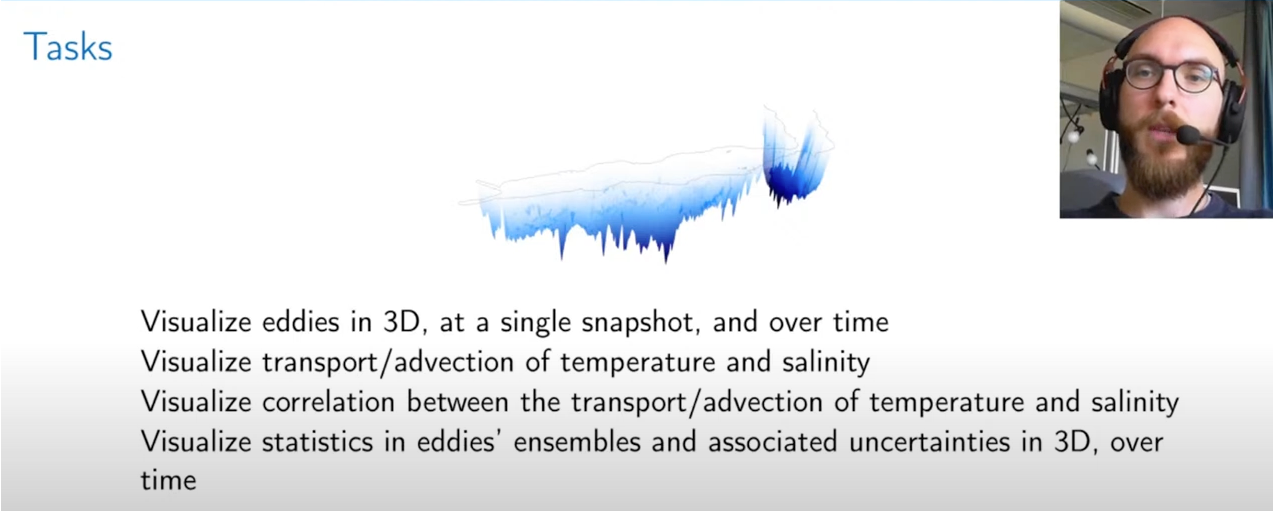 Tasks
Visualize eddies in 3D, at a single snapshot, and over time
Visualize transport/advection of temperature and salinity
Visualize correlation between the transport/advection of temperature and salinity
Visualize statistics in eddies' ensembles and associated uncertainties in 3D, over
time